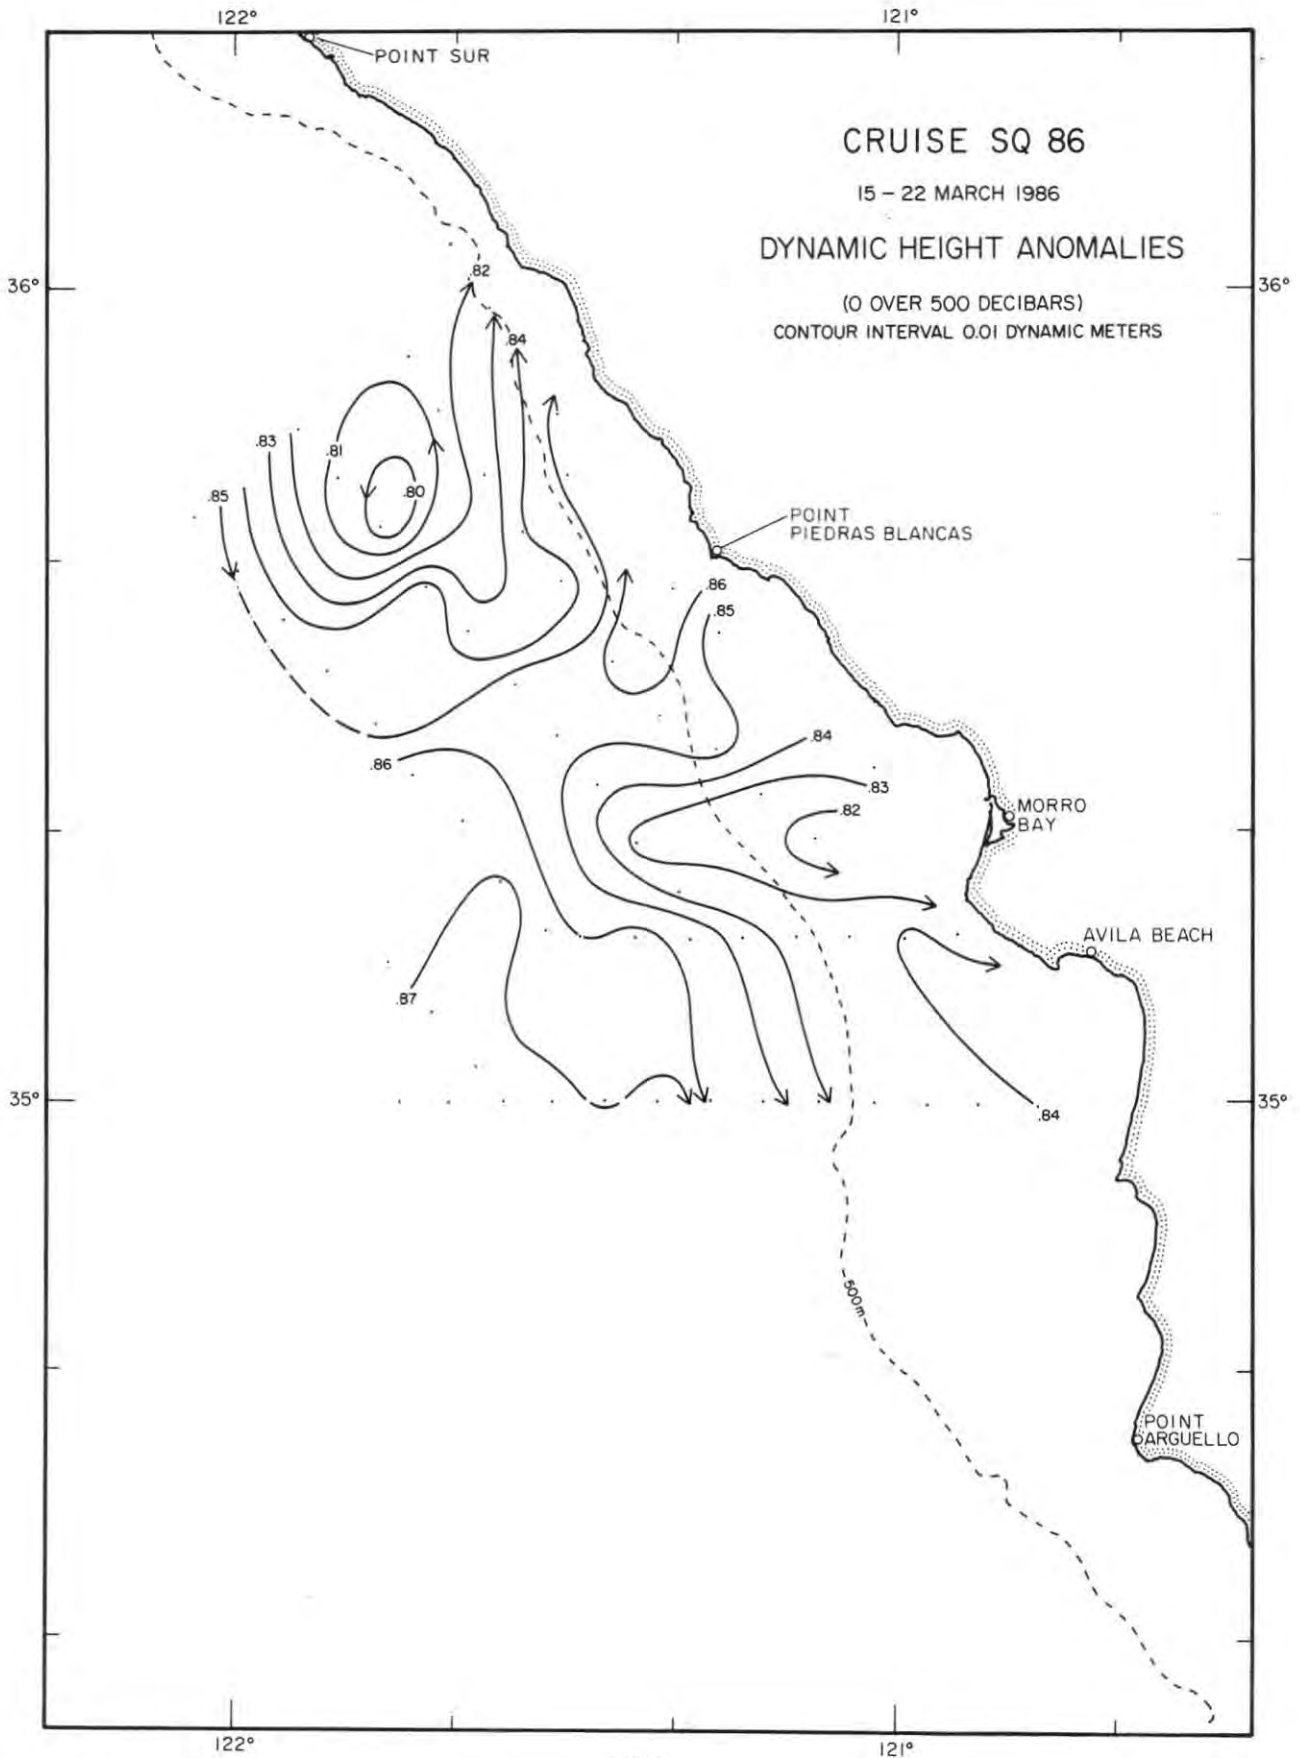 122°
121°
POINT SUR
CRUISE SQ 86
15 – 22 MARCH 1986
DYNAMIC HEIGHT ANOMALIES
(0 OVER 500 DECIBARS)
CONTOUR INTERVAL 0.01 DYNAMIC METERS
36°
36°
.82
.84
.83
.81
.80
.85
POINT
PIEDRAS BLANCAS
.86
.85
.84
.86
.83
.82
MORRO
BAY
AVILA BEACH
.87
35°
35°
.84
500m
POINT
ARGUELLO
122°
121°